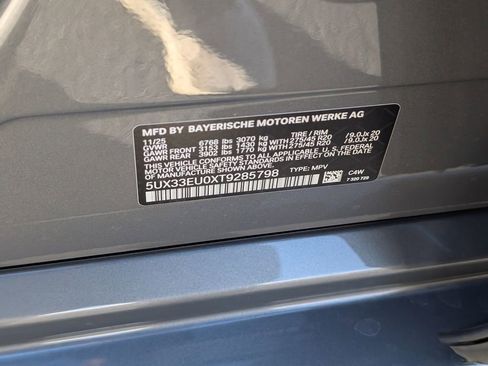 MFD BY BAYERISCHE MOTOREN WERKE AG
11/25 TIRE / RIM
GVWR 6768 lbs 3070 kg
GAWR FRONT 3153 lbs 1430 kg WITH 275/45 R20 /9.0Jx 20
GAWR REAR 3902 lbs 1770 kg WITH 275/45 R20 /9.0Jx 20
THIS VEHICLE CONFORMS TO ALL APPLICABLE U.S. FEDERAL
MOTOR VEHICLE SAFETY STANDARDS IN EFFECT ON THE DATE
OF MANUFACTURE SHOWN ABOVE.
5UX33EU0XT9285798
TYPE: MPV C4W
7 320 729